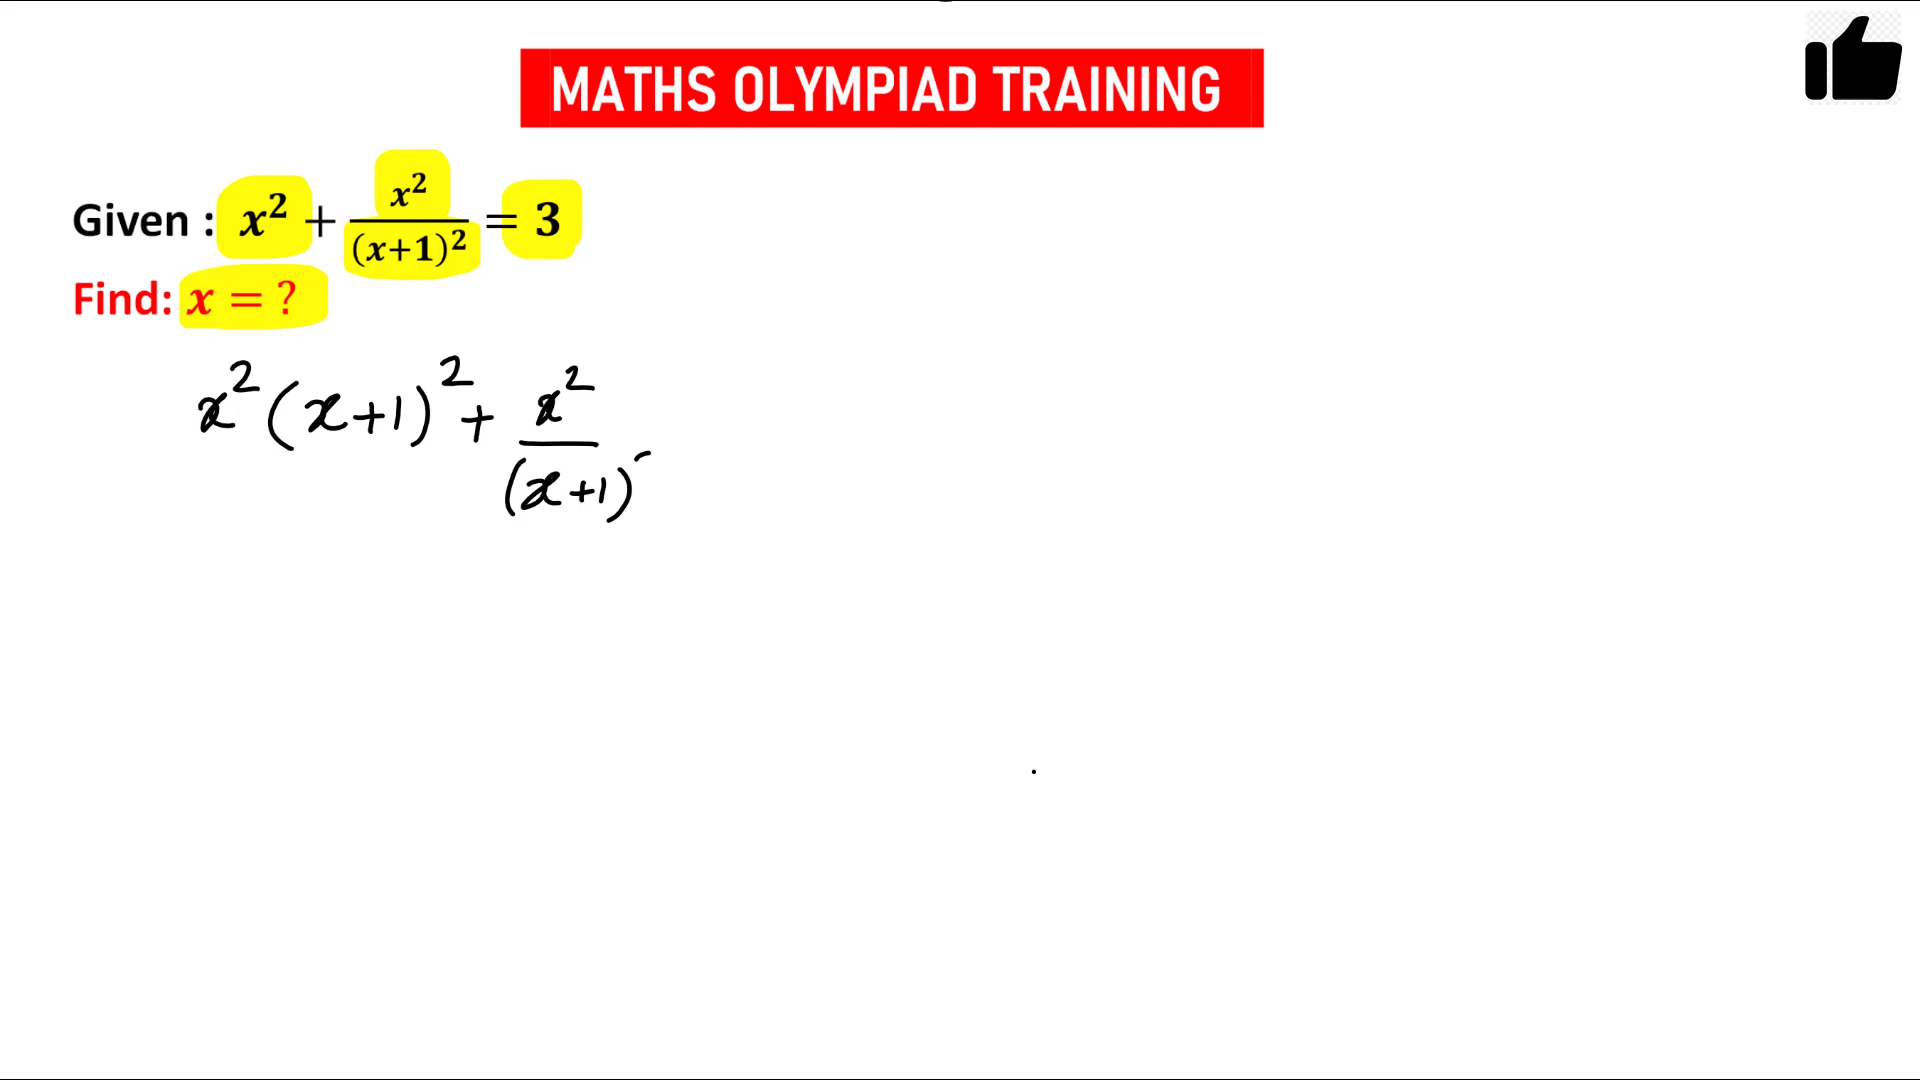 MATHS OLYMPIAD TRAINING
Given : x² + x²/(x+1)² = 3
Find: x = ?
x²(x+1)² + x²/(x+1)